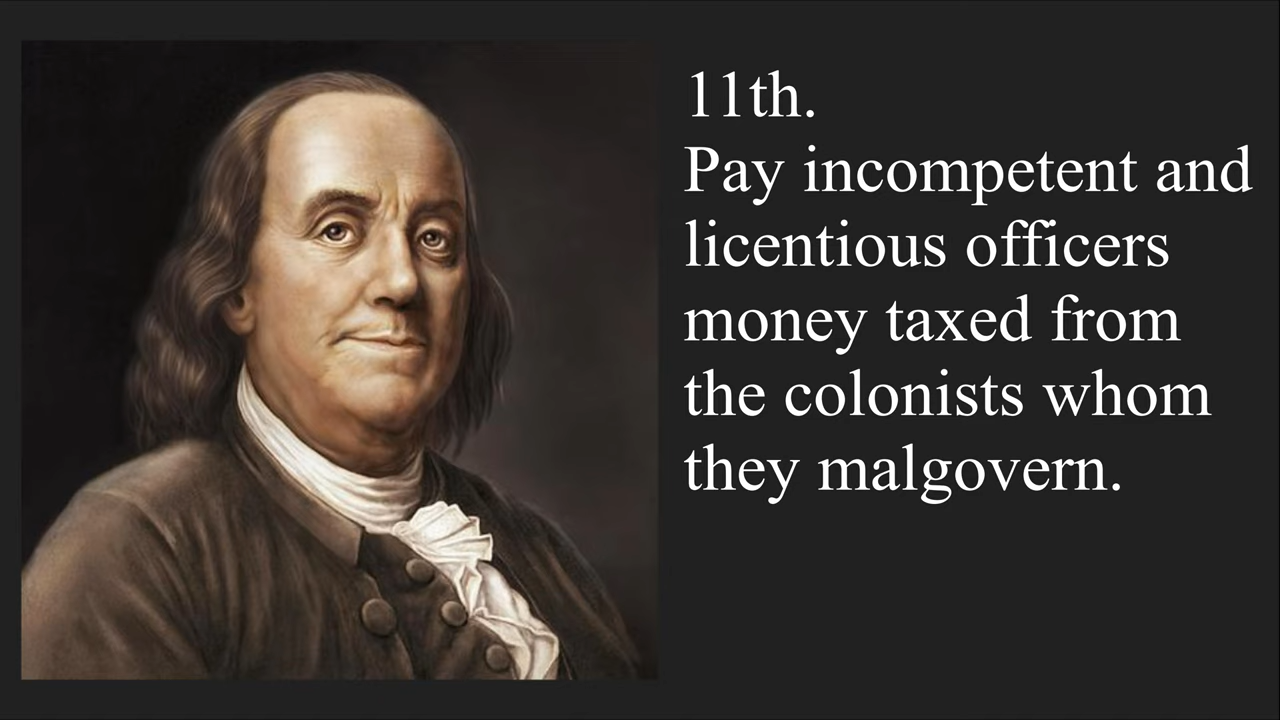 11th.
Pay incompetent and
licentious officers
money taxed from
the colonists whom
they malgovern.